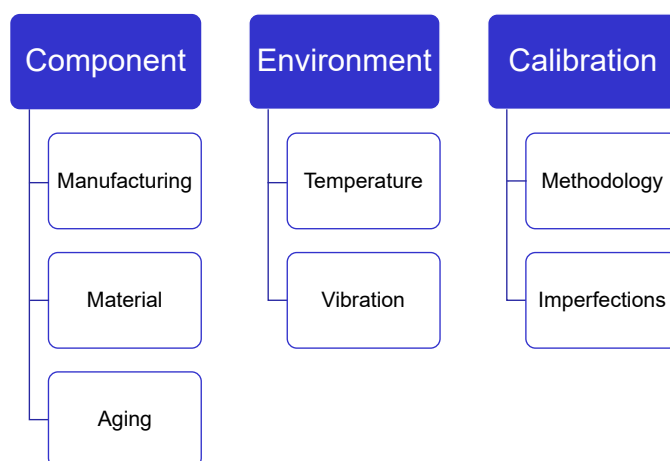 Component
Environment
Calibration
Manufacturing
Temperature
Methodology
Material
Vibration
Imperfections
Aging